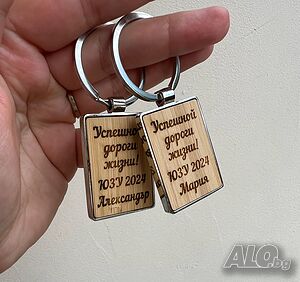 Успешной
дороги
жизни!
ЮЗУ 2024
Александър
Успешной
дороги
жизни!
ЮЗУ 2024
Мария
ALO.bg